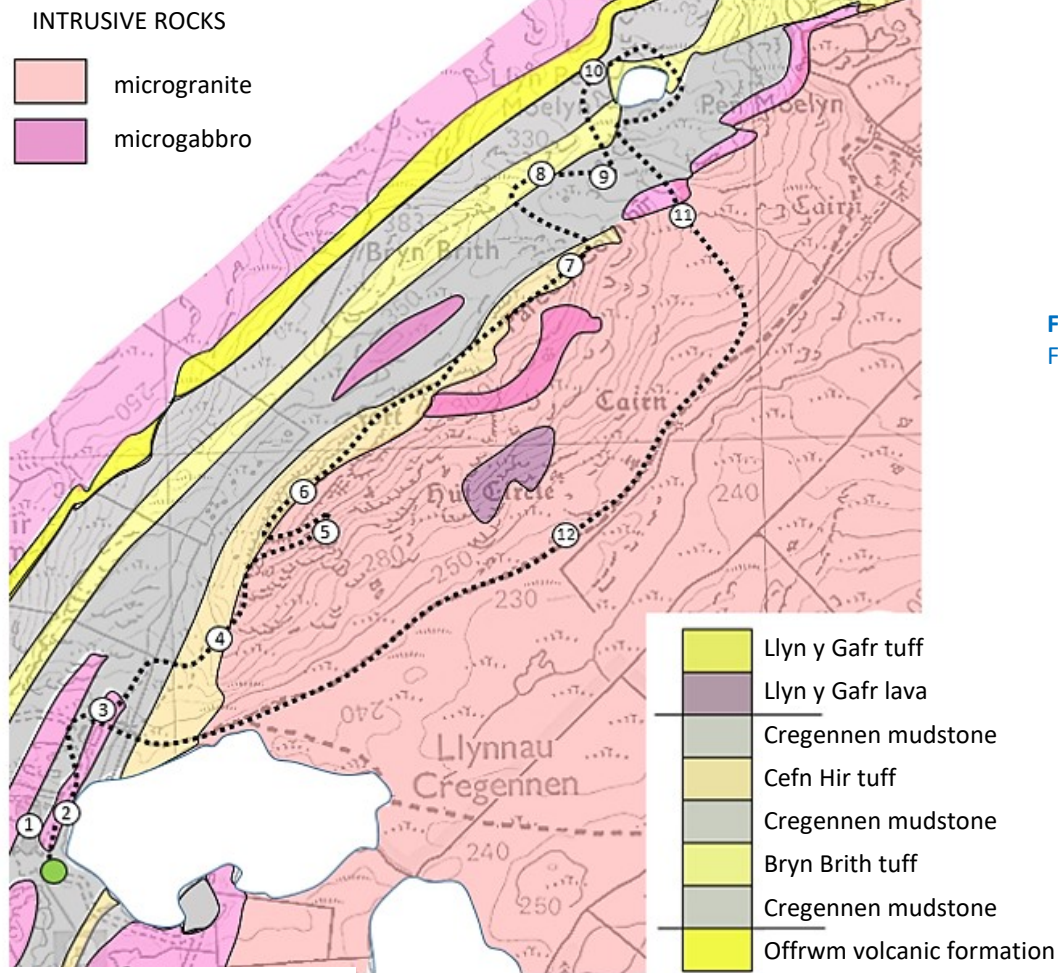 INTRUSIVE ROCKS
microgranite
microgabbro
10
Moelyn
Pen Moelyn
330
8
9
Cairn
11
383
Bryn Brith
7
350
F
F
250
Cairn
6
Hut Circle
240
5
280
250
12
230
4
Llyn y Gafr tuff
Llyn y Gafr lava
3
240
Cregennen mudstone
Llynnau
Cregennen
Cefn Hir tuff
Cregennen mudstone
1
2
240
Bryn Brith tuff
250
Cregennen mudstone
Offrwm volcanic formation